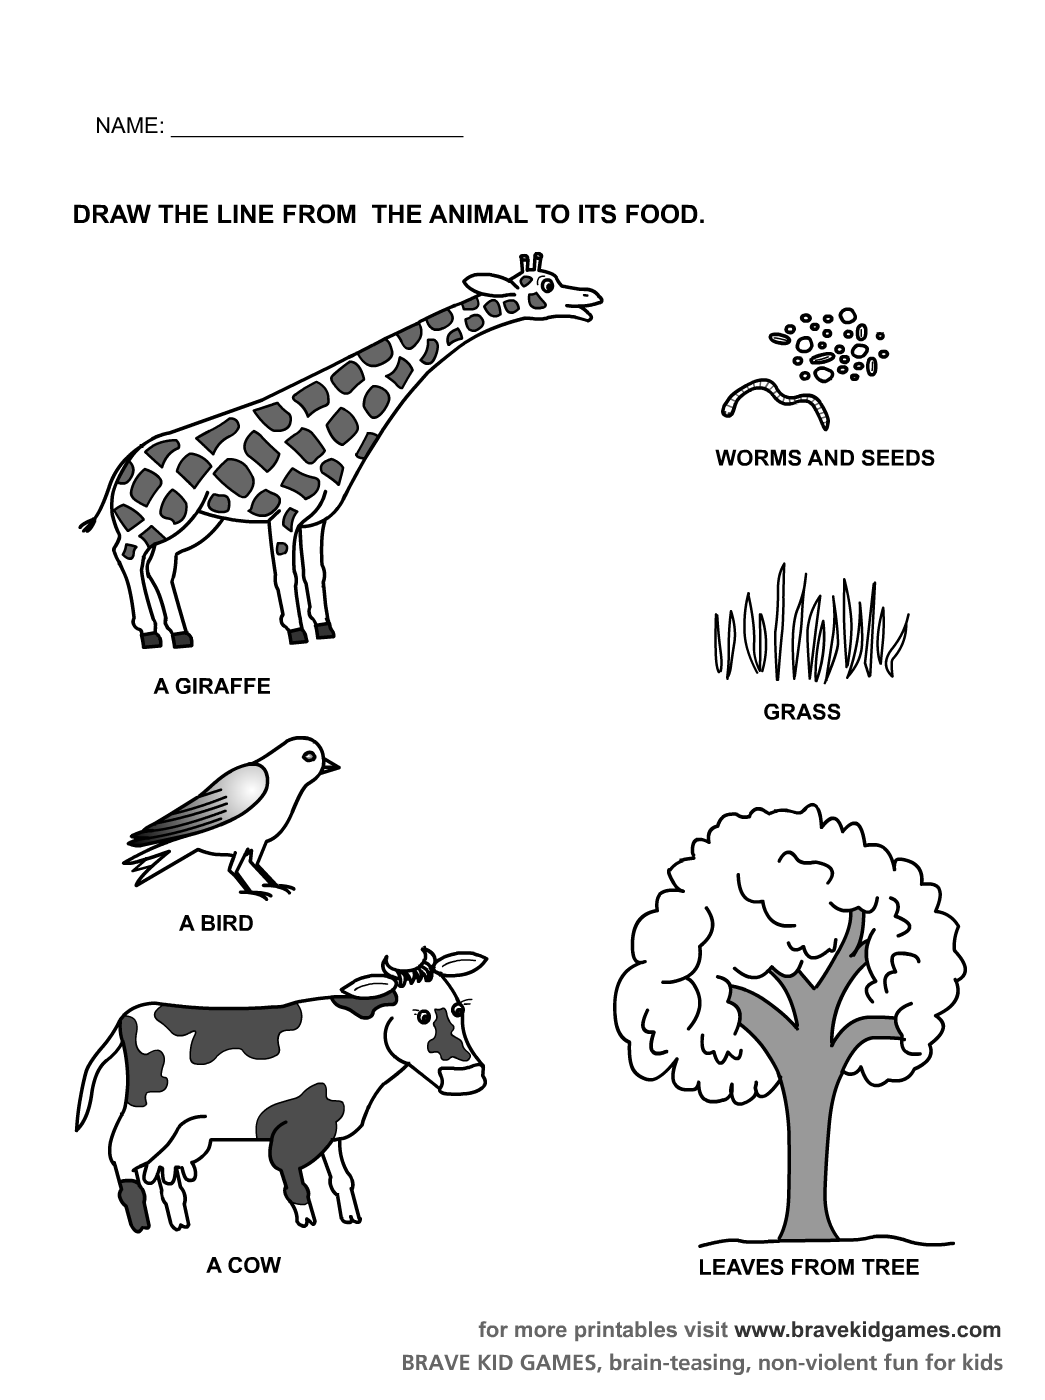 NAME: ________________________
DRAW THE LINE FROM THE ANIMAL TO ITS FOOD.
WORMS AND SEEDS
A GIRAFFE
GRASS
A BIRD
A COW
LEAVES FROM TREE
for more printables visit www.bravekidgames.com
BRAVE KID GAMES, brain-teasing, non-violent fun for kids